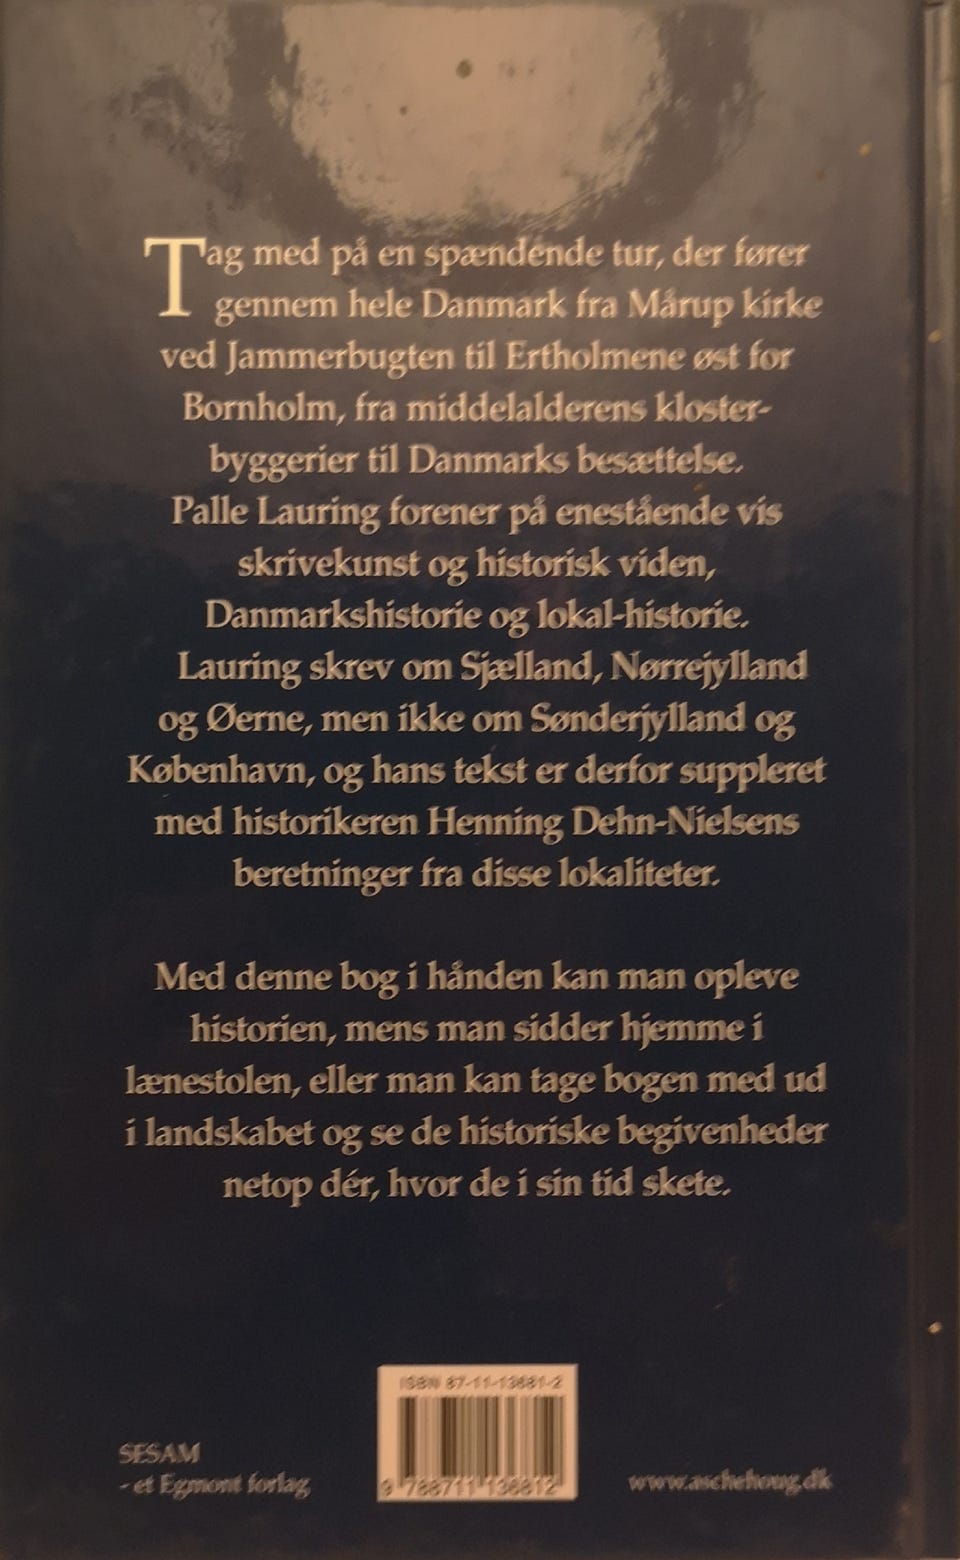 Tag med på en spændende tur, der fører
gennem hele Danmark fra Mårup kirke
ved Jammerbugten til Ertholmene øst for
Bornholm, fra middelalderens kloster-
byggerier til Danmarks besættelse.
Palle Lauring forener på enestående vis
skrivekunst og historisk viden,
Danmarkshistorie og lokal-historie.
Lauring skrev om Sjælland, Nørrejylland
og Øerne, men ikke om Sønderjylland og
København, og hans tekst er derfor suppleret
med historikeren Henning Dehn-Nielsens
beretninger fra disse lokaliteter.
Med denne bog i hånden kan man opleve
historien, mens man sidder hjemme i
lænestolen, eller man kan tage bogen med ud
i landskabet og se de historiske begivenheder
netop dér, hvor de i sin tid skete.
ISBN 87-11-13681-2
9 788711 136812
SESAM
- et Egmont forlag
www.aschehoug.dk